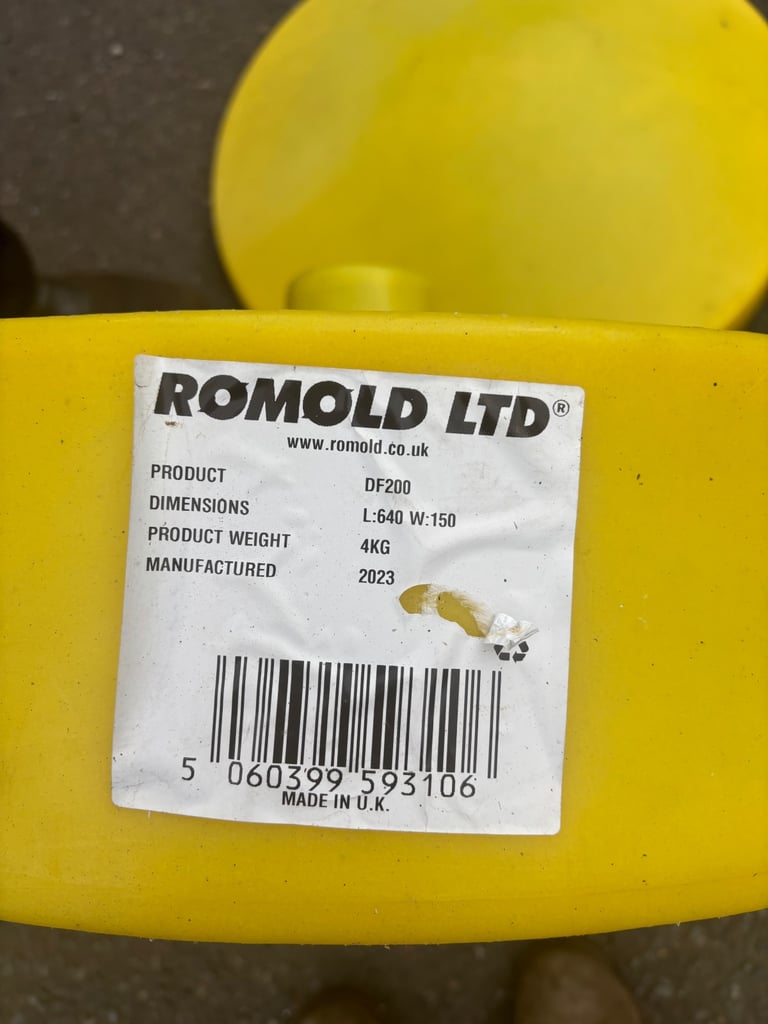 ROMOLD LTD®
www.romold.co.uk
PRODUCT DF200
DIMENSIONS L:640 W:150
PRODUCT WEIGHT 4KG
MANUFACTURED 2023
5 060399 593106
MADE IN U.K.